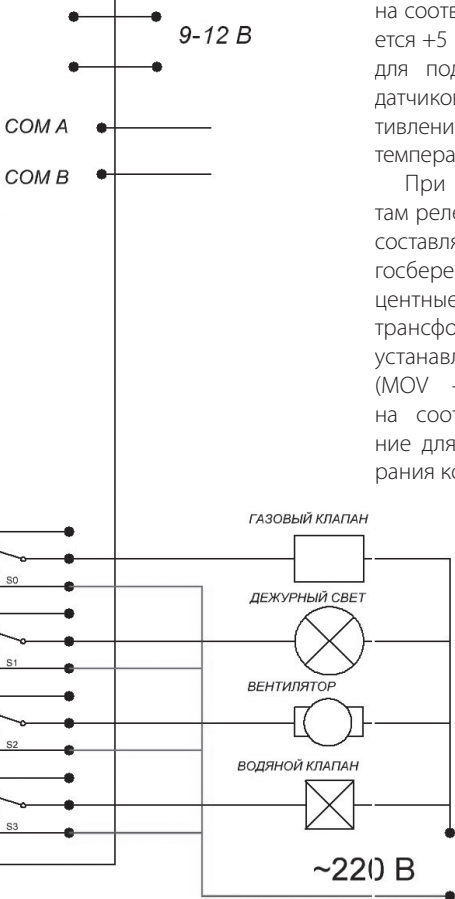 9-12 В
COM A
COM B
на соотв
ется +5
для под
датчиков
тивлени
темпера
При
там реле
составля
госбере
центные
трансфо
устанавл
(MOV -
на соот
ние для
рания ко
ГАЗОВЫЙ КЛАПАН
S0
ДЕЖУРНЫЙ СВЕТ
S1
ВЕНТИЛЯТОР
S2
ВОДЯНОЙ КЛАПАН
S3
~220 В